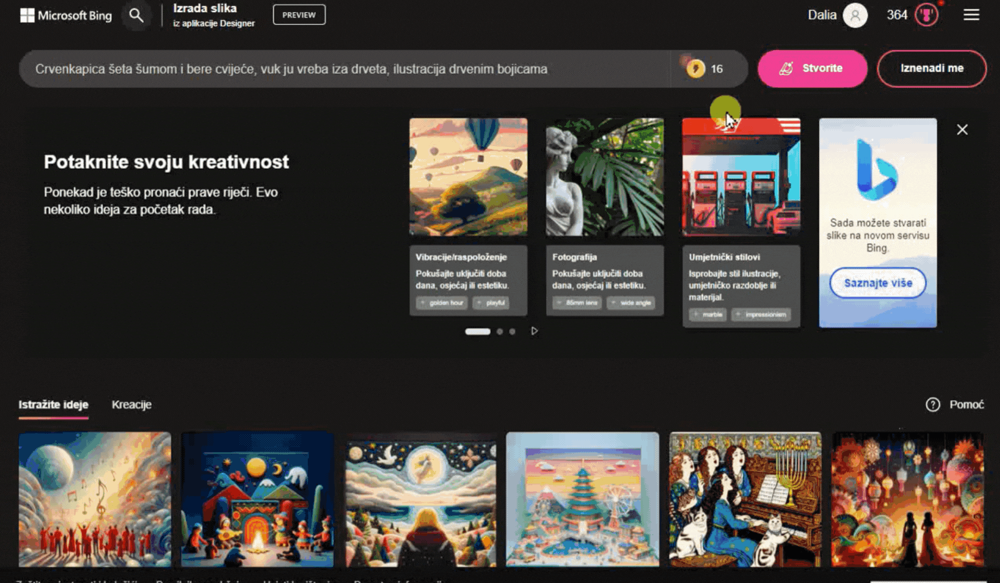 Microsoft Bing
Izrada slika
iz aplikacije Designer
PREVIEW
Dalia
364
Crvenkapica šeta šumom i bere cvijeće, vuk ju vreba iza drveta, ilustracija drvenim bojicama
16
Stvorite
Iznenadi me
Potaknite svoju kreativnost
Ponekad je teško pronaći prave riječi. Evo
nekoliko ideja za početak rada.
Vibracije/raspoloženje
Pokušajte uključiti doba
dana, osjećaj ili estetiku.
+ golden hour
+ playful
Fotografija
Pokušajte uključiti doba
dana, osjećaj ili estetiku.
+ 85mm lens
+ wide angle
Umjetnički stilovi
Isprobajte stil ilustracije,
umjetničko razdoblje ili
materijal.
+ marble
+ impressionism
Sada možete stvarati
slike na novom servisu
Bing.
Saznajte više
Istražite ideje
Kreacije
? Pomoć